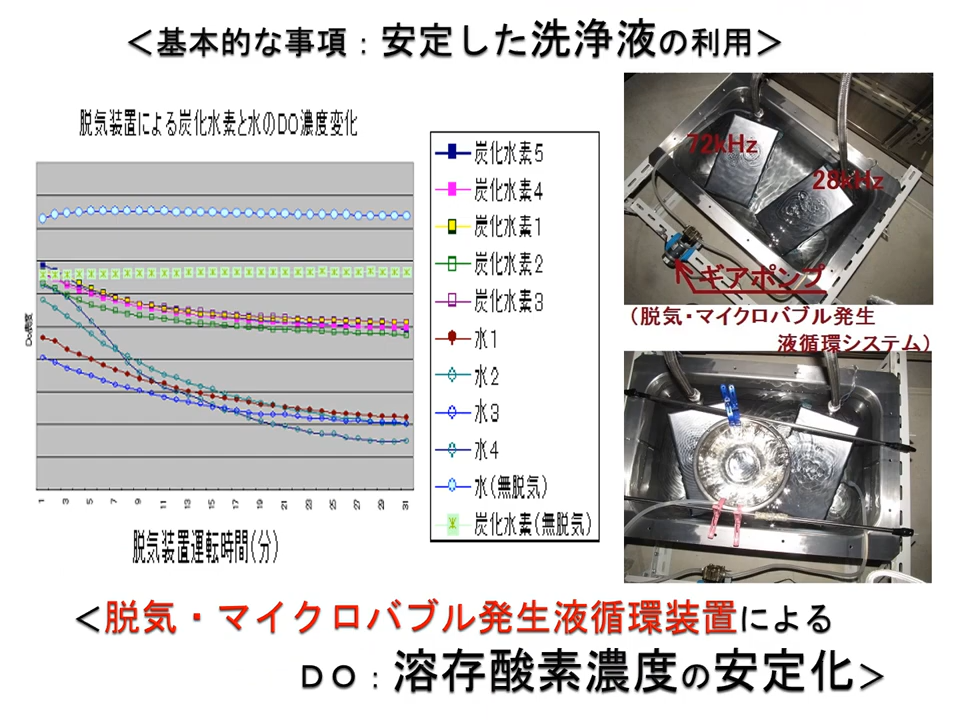 ＜基本的な事項：安定した洗浄液の利用＞
脱気装置による炭化水素と水のDO濃度変化
Do濃度
1 3 5 7 9 11 13 15 17 19 21 23 25 27 29 31
脱気装置運転時間(分)
炭化水素5
炭化水素4
炭化水素1
炭化水素2
炭化水素3
水1
水2
水3
水4
水(無脱気)
炭化水素(無脱気)
72kHz
28kHz
ギアポンプ
（脱気・マイクロバブル発生
液循環システム）
＜脱気・マイクロバブル発生液循環装置による
ＤＯ：溶存酸素濃度の安定化＞